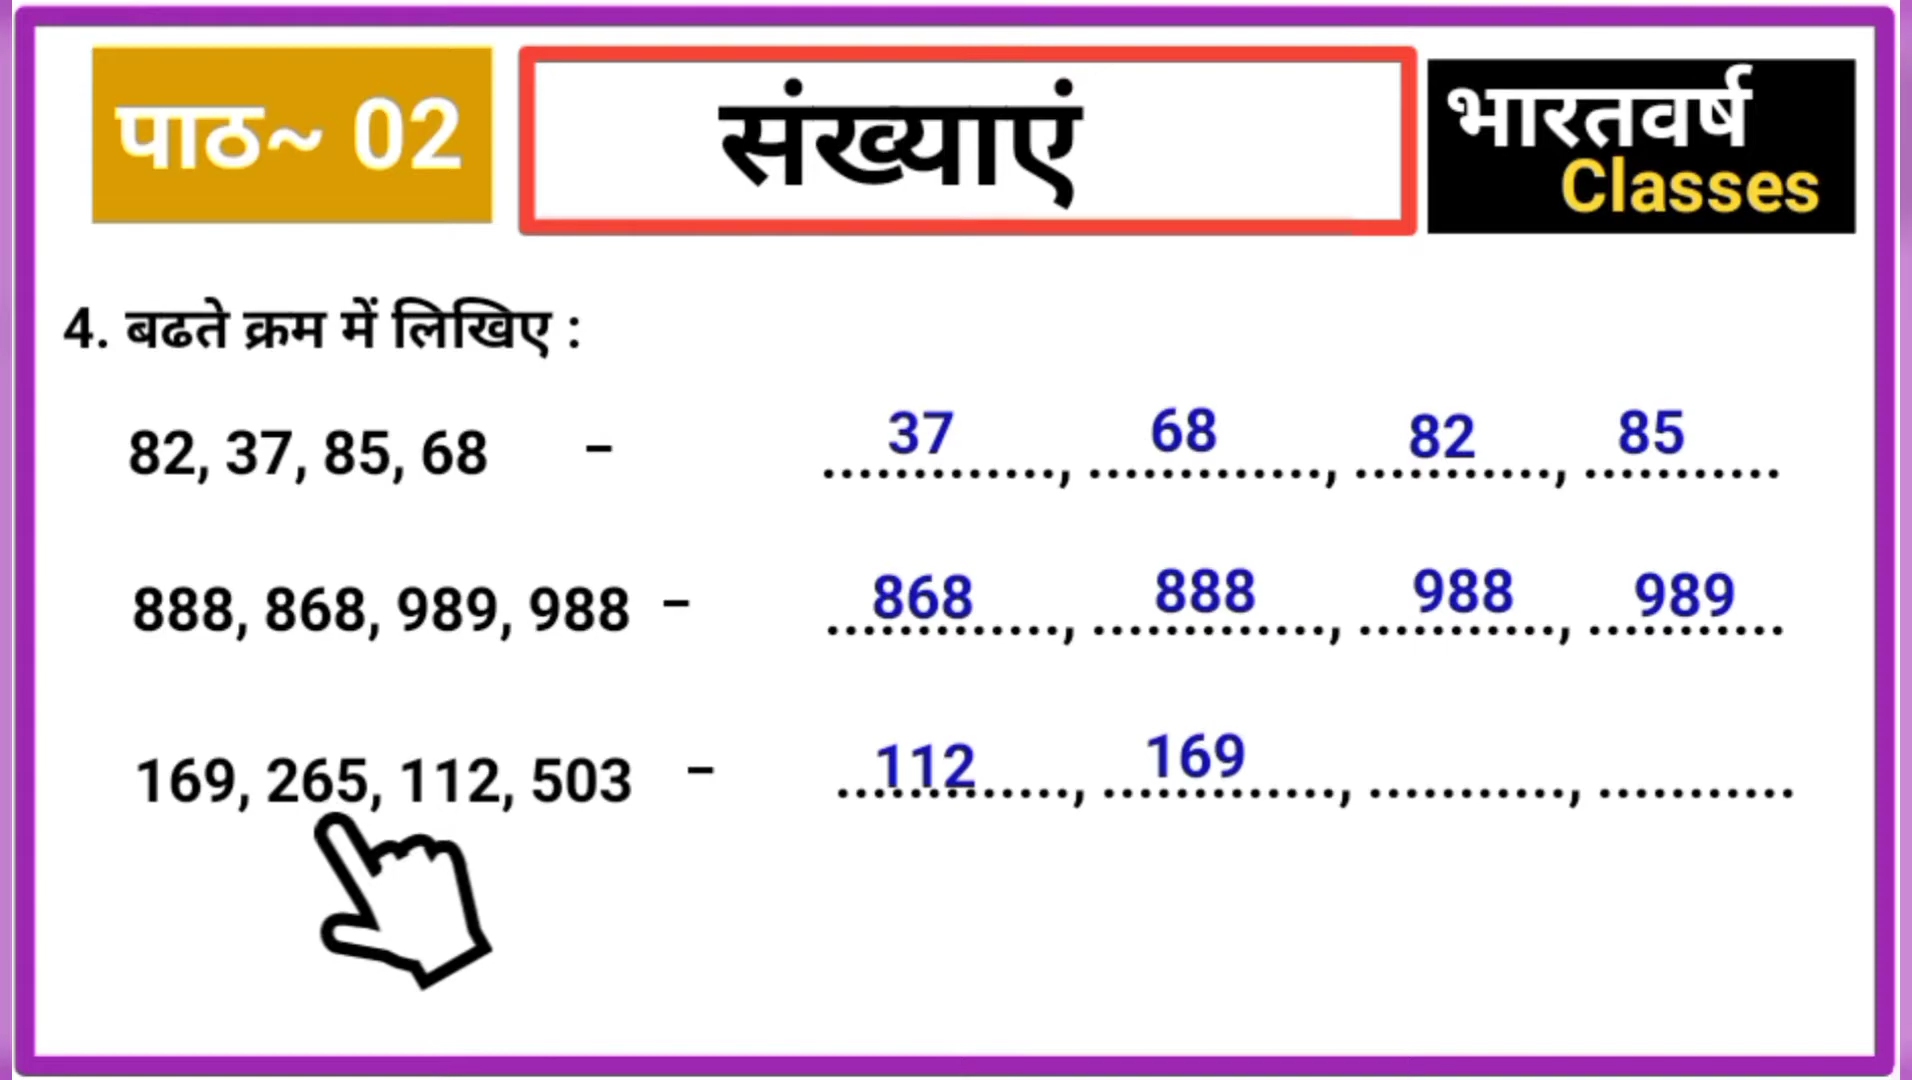 पाठ~ 02
संख्याएं
भारतवर्ष
Classes
4. बढते क्रम में लिखिए :
82, 37, 85, 68 – 37, 68, 82, 85
888, 868, 989, 988 – 868, 888, 988, 989
169, 265, 112, 503 – 112, 169, ..........., ...........